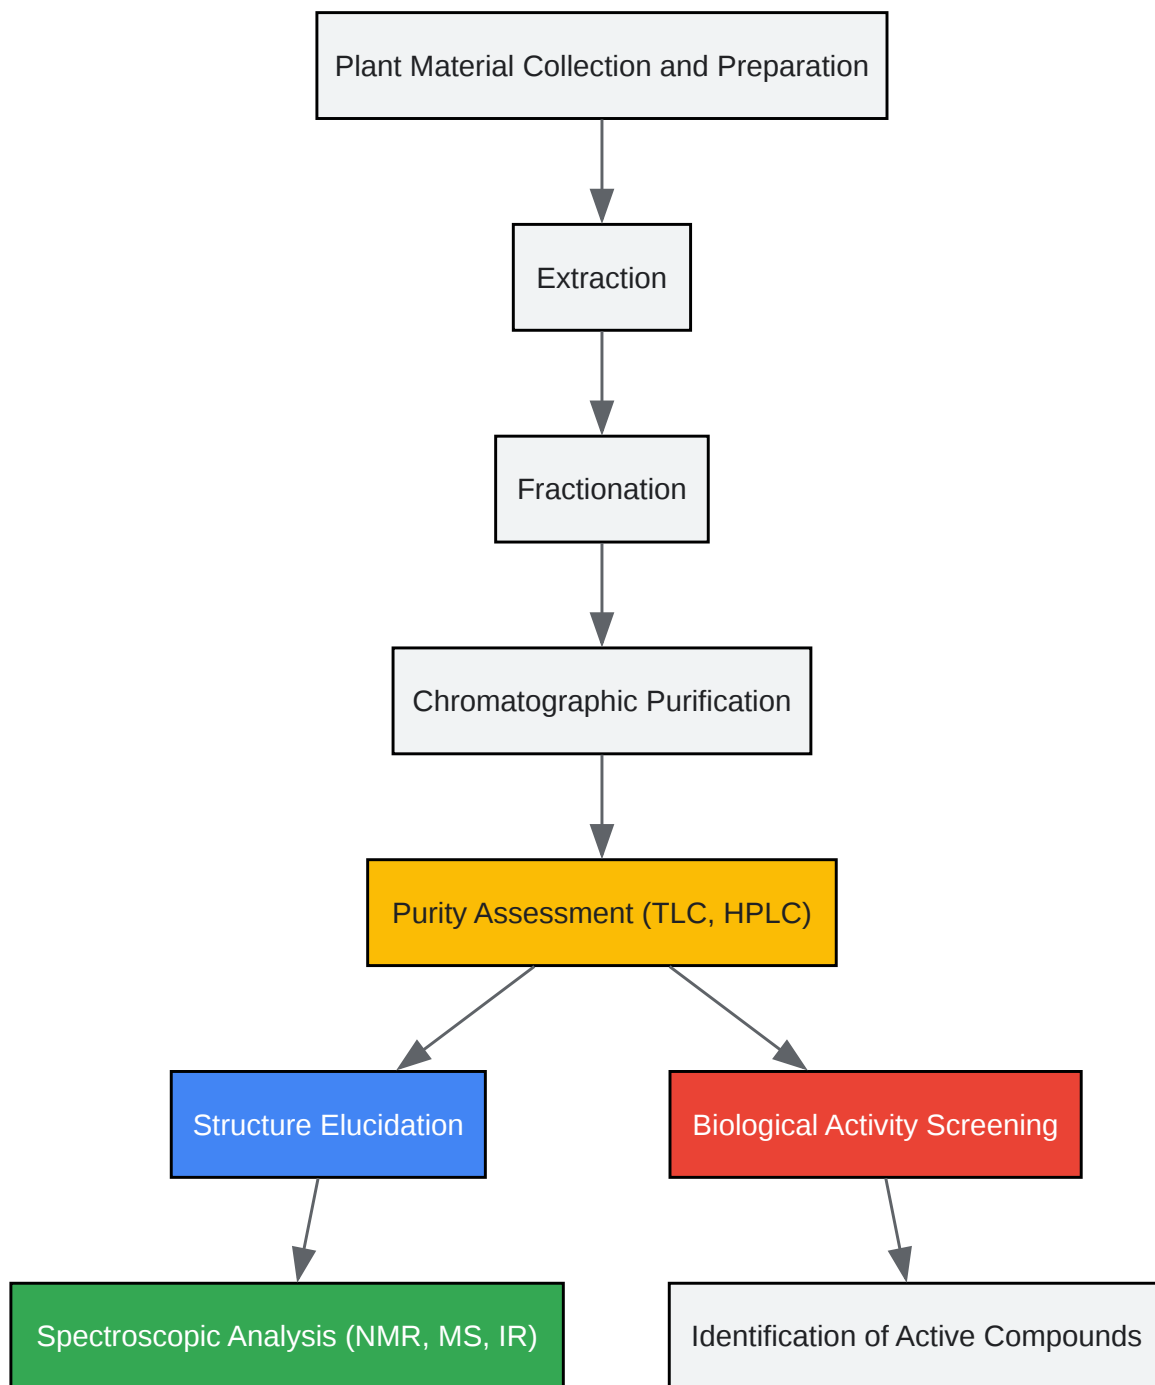 Plant Material Collection and Preparation
Extraction
Fractionation
Chromatographic Purification
Purity Assessment (TLC, HPLC)
Structure Elucidation
Biological Activity Screening
Spectroscopic Analysis (NMR, MS, IR)
Identification of Active Compounds